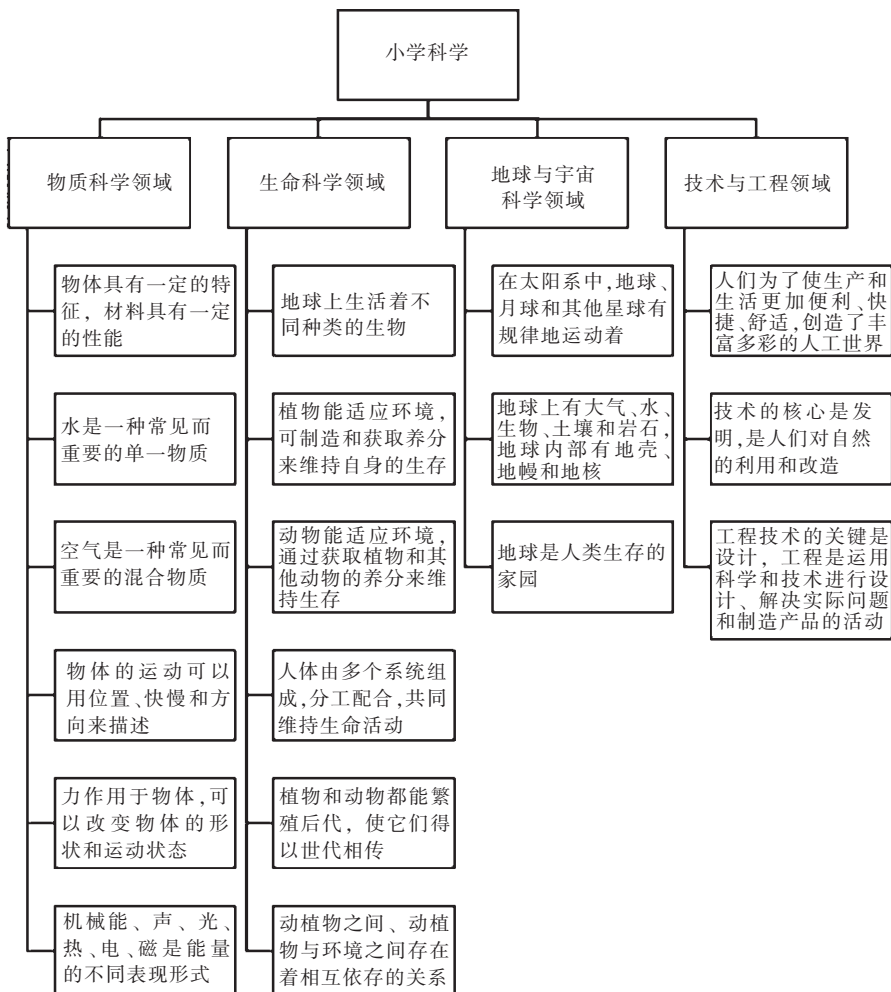 小学科学
物质科学领域
物体具有一定的特
征，材料具有一定
的性能
水是一种常见而
重要的单一物质
空气是一种常见而
重要的混合物质
物体的运动可以
用位置、快慢和方
向来描述
力作用于物体，可
以改变物体的形
状和运动状态
机械能、声、光、
热、电、磁是能量
的不同表现形式
生命科学领域
地球上生活着不
同种类的生物
植物能适应环境，
可制造和获取养分
来维持自身的生存
动物能适应环境，
通过获取植物和其
他动物的养分来维
持生存
人体由多个系统组
成，分工配合，共同
维持生命活动
植物和动物都能繁
殖后代，使它们得
以世代相传
动植物之间、动植
物与环境之间存在
着相互依存的关系
地球与宇宙
科学领域
在太阳系中，地球、
月球和其他星球有
规律地运动着
地球上有大气、水、
生物、土壤和岩石，
地球内部有地壳、
地幔和地核
地球是人类生存的
家园
技术与工程领域
人们为了使生产和
生活更加便利、快
捷、舒适，创造了丰
富多彩的人工世界
技术的核心是发
明，是人们对自然
的利用和改造
工程技术的关键是
设计，工程是运用
科学和技术进行设
计、解决实际问题
和制造产品的活动